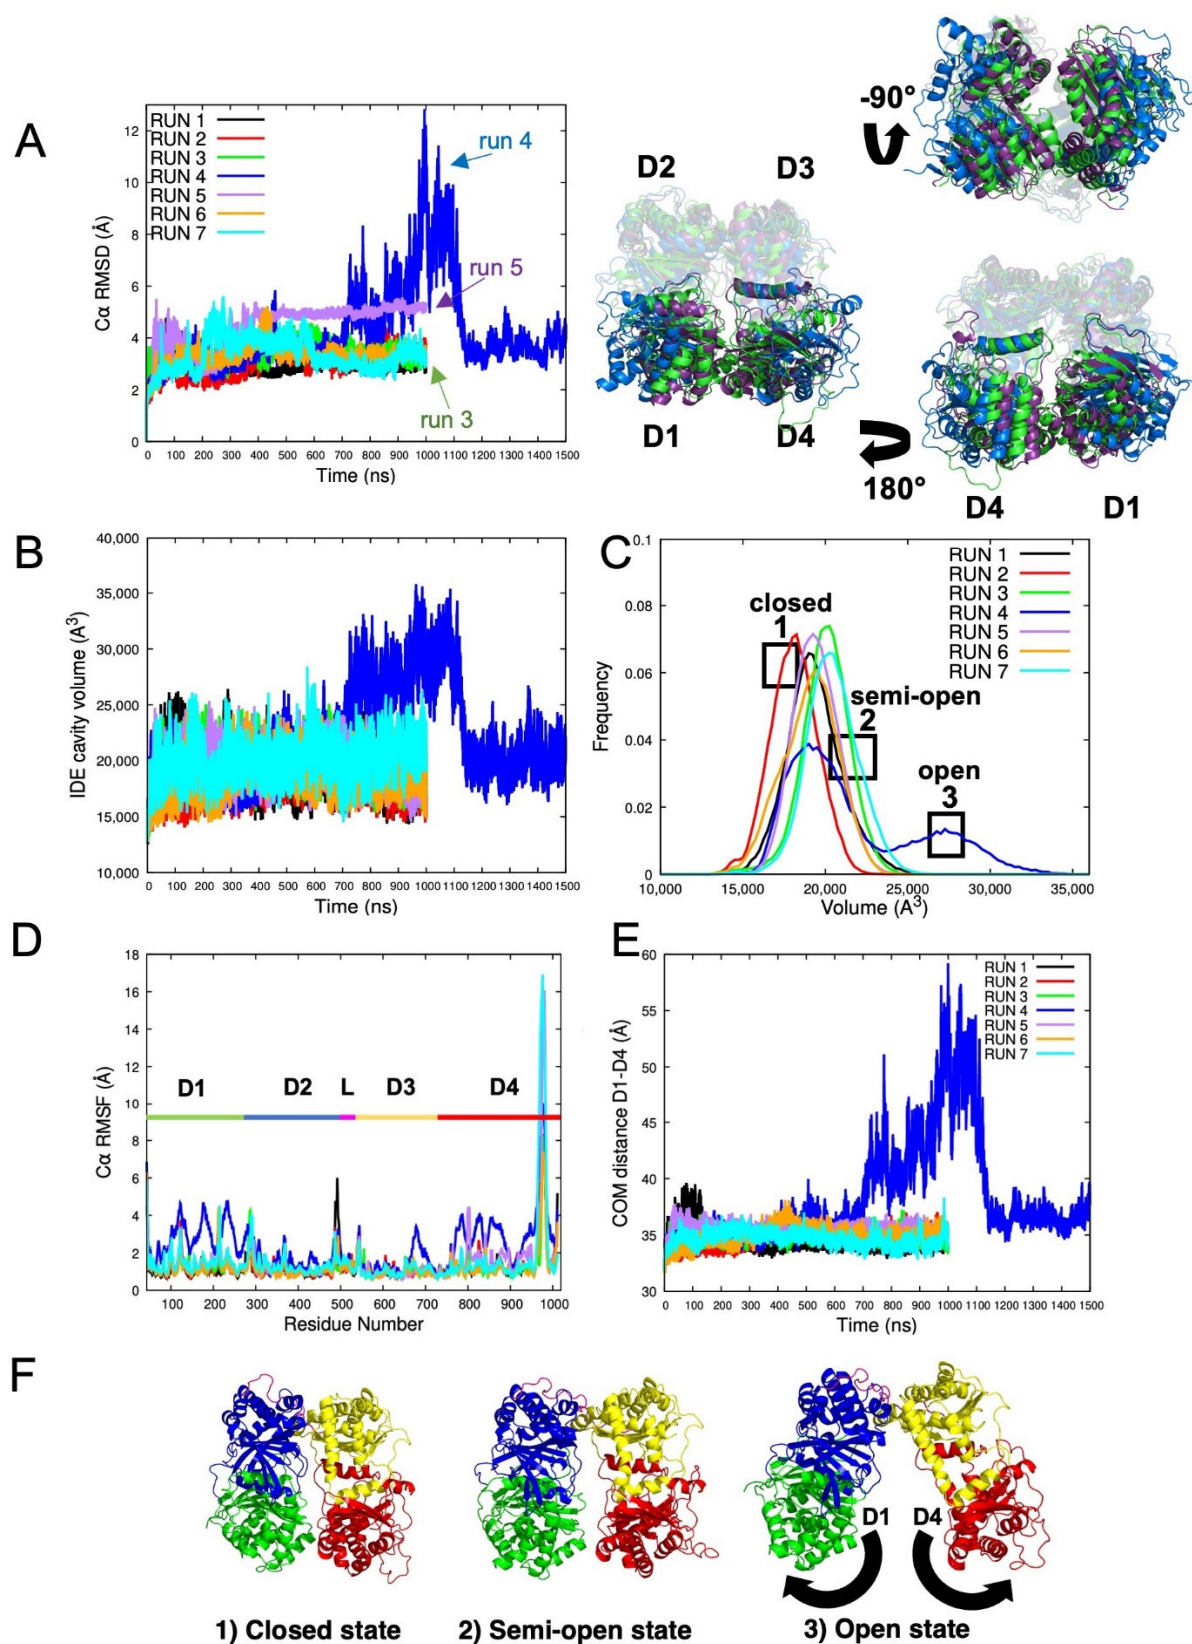 A
RUN 1
RUN 2
RUN 3
RUN 4
RUN 5
RUN 6
RUN 7
run 4
run 5
run 3
Cα RMSD (Å)
12
10
8
6
4
2
0
0 100 200 300 400 500 600 700 800 900 1000 1100 1200 1300 1400 1500
Time (ns)
-90°
D2 D3
D1 D4
180°
D4 D1
B
IDE cavity volume (A³)
40,000
35,000
30,000
25,000
20,000
15,000
10,000
0 100 200 300 400 500 600 700 800 900 1000 1100 1200 1300 1400 1500
Time (ns)
C
RUN 1
RUN 2
RUN 3
RUN 4
RUN 5
RUN 6
RUN 7
closed
1
semi-open
2
open
3
Frequency
0.1
0.08
0.06
0.04
0.02
0
10,000 15,000 20,000 25,000 30,000 35,000
Volume (A³)
D
Cα RMSF (Å)
18
16
14
12
10
8
6
4
2
0
D1 D2 L D3 D4
100 200 300 400 500 600 700 800 900 1000
Residue Number
E
RUN 1
RUN 2
RUN 3
RUN 4
RUN 5
RUN 6
RUN 7
COM distance D1-D4 (Å)
60
55
50
45
40
35
30
0 100 200 300 400 500 600 700 800 900 1000 1100 1200 1300 1400 1500
Time (ns)
F
D1 D4
1) Closed state
2) Semi-open state
3) Open state